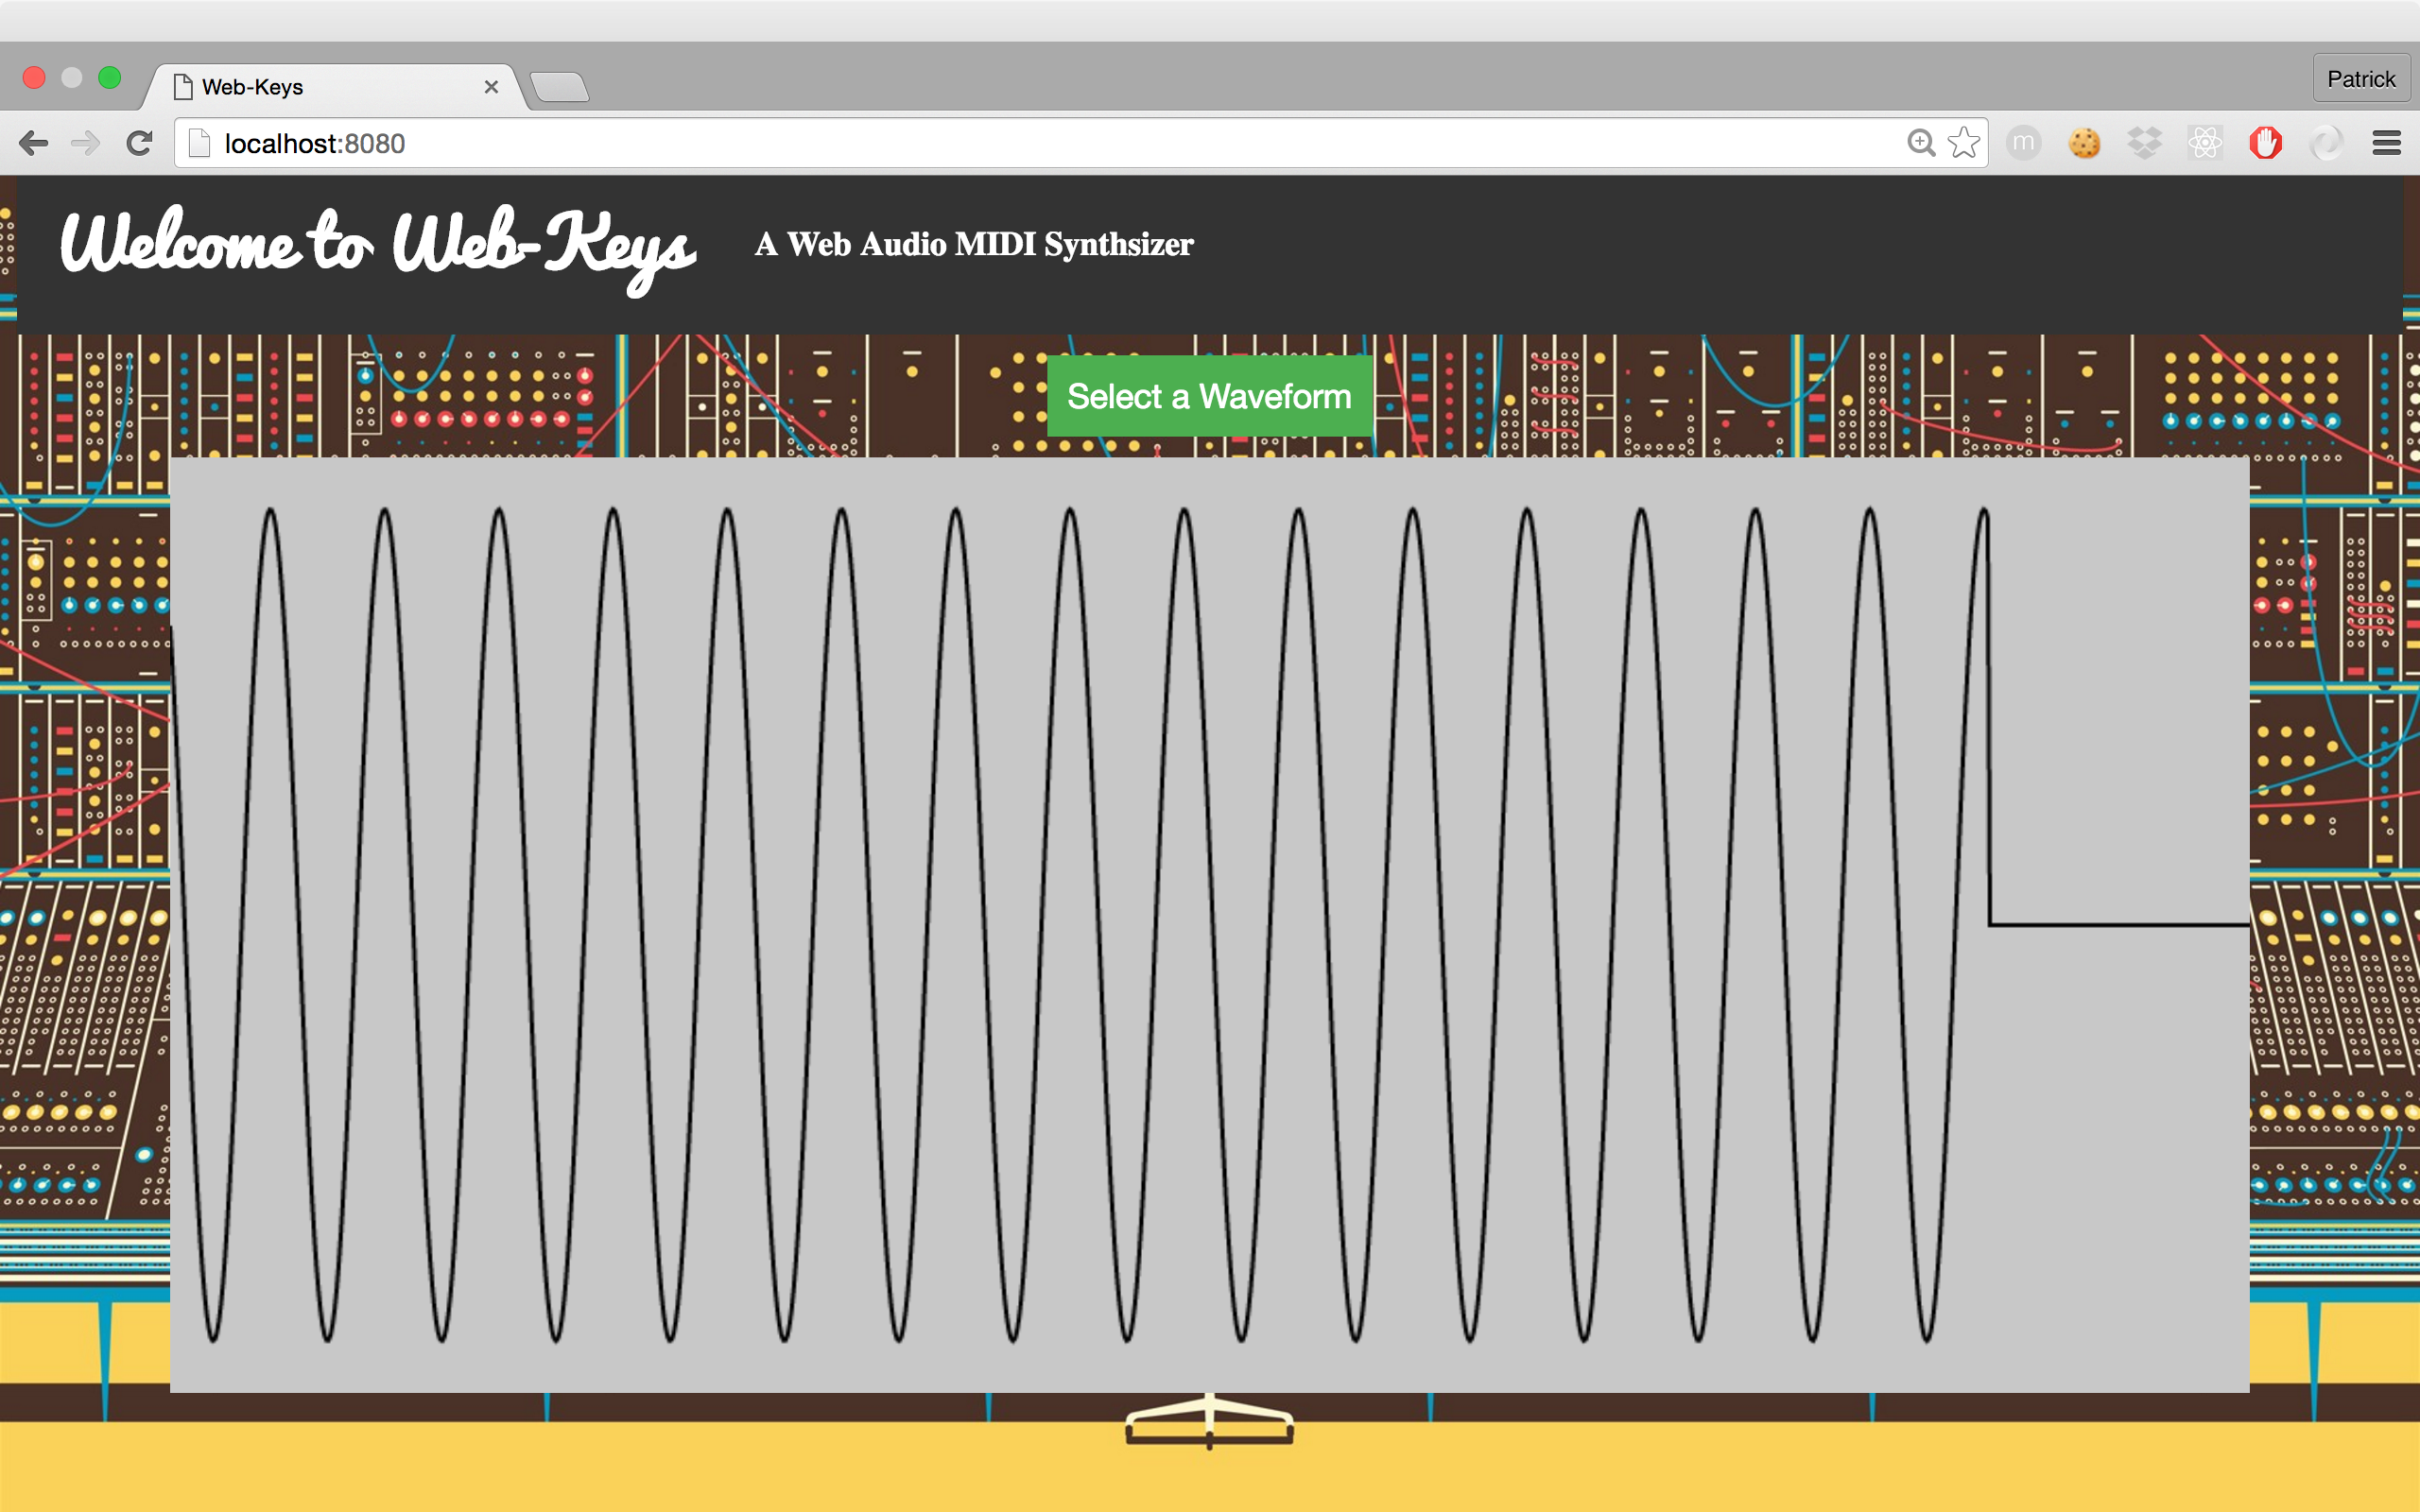 Web-Keys
Patrick
localhost:8080
m
Welcome to Web-Keys
A Web Audio MIDI Synthsizer
Select a Waveform